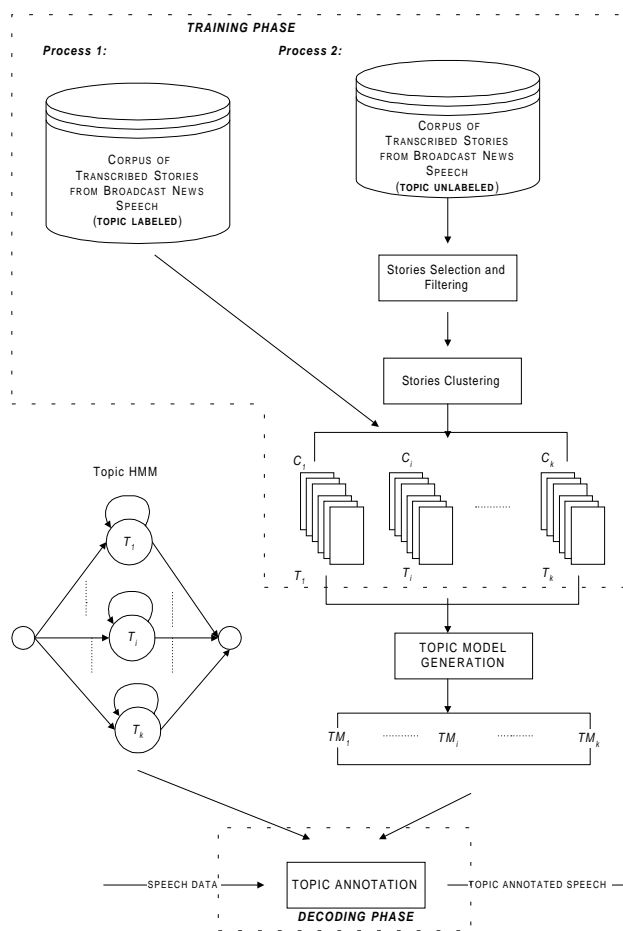 TRAINING PHASE
Process 1:
Process 2:
CORPUS OF
TRANSCRIBED STORIES
FROM BROADCAST NEWS
SPEECH
(TOPIC LABELED)
CORPUS OF
TRANSCRIBED STORIES
FROM BROADCAST NEWS
SPEECH
(TOPIC UNLABELED)
Stories Selection and
Filtering
Stories Clustering
C1 Ci Ck
T1 Ti Tk
Topic HMM
T1
Ti
Tk
TOPIC MODEL
GENERATION
TM1 TMi TMk
SPEECH DATA
TOPIC ANNOTATION
TOPIC ANNOTATED SPEECH
DECODING PHASE